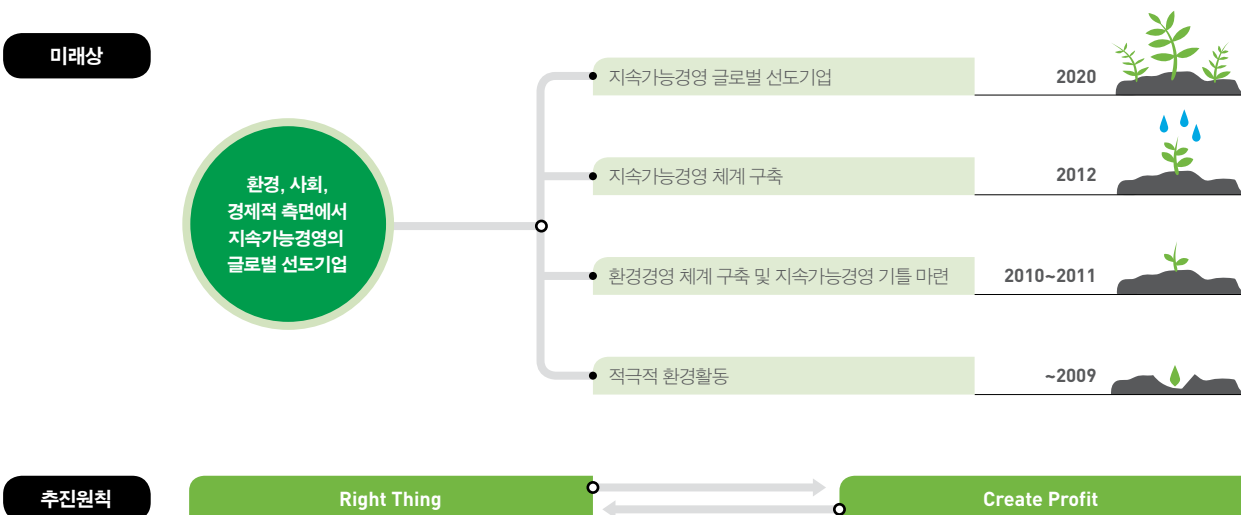 미래상
환경, 사회,
경제적 측면에서
지속가능경영의
글로벌 선도기업
지속가능경영 글로벌 선도기업 2020
지속가능경영 체계 구축 2012
환경경영 체계 구축 및 지속가능경영 기틀 마련 2010~2011
적극적 환경활동 ~2009
추진원칙
Right Thing
Create Profit